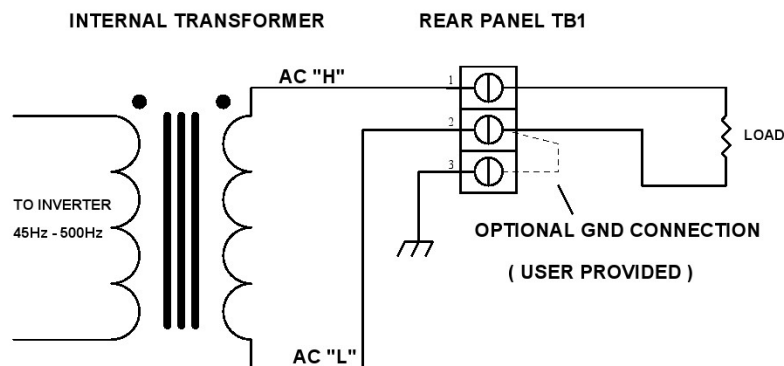 INTERNAL TRANSFORMER
REAR PANEL TB1
AC "H"
1
2
3
LOAD
TO INVERTER
45Hz - 500Hz
OPTIONAL GND CONNECTION
( USER PROVIDED )
AC "L"